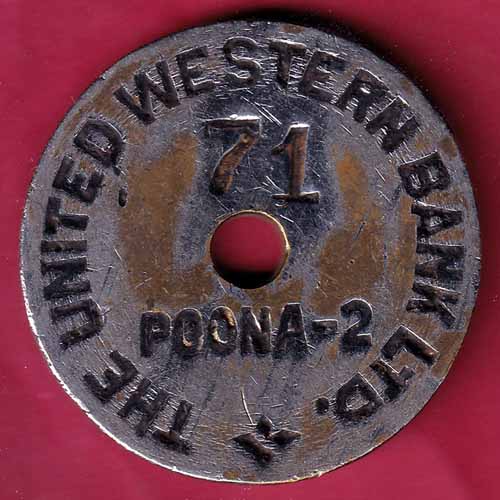 THE UNITED WESTERN BANK LTD.
71
POONA-2